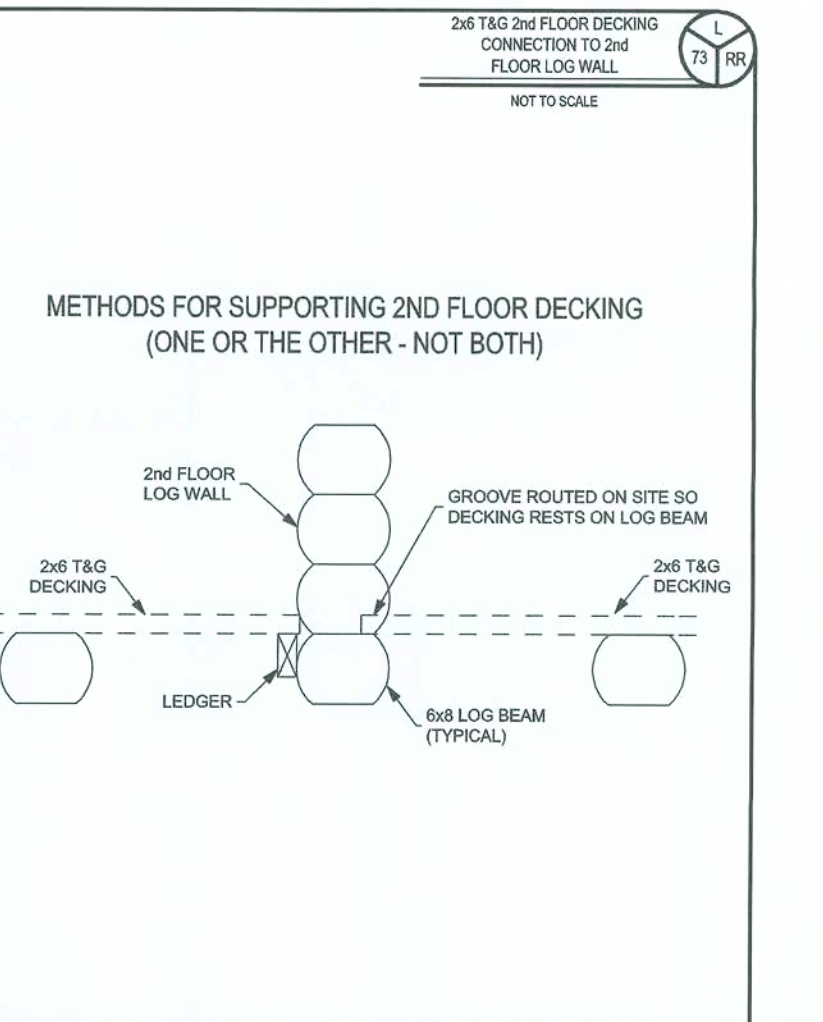 2x6 T&G 2nd FLOOR DECKING
CONNECTION TO 2nd
FLOOR LOG WALL
NOT TO SCALE
L
73
RR
METHODS FOR SUPPORTING 2ND FLOOR DECKING
(ONE OR THE OTHER - NOT BOTH)
2nd FLOOR
LOG WALL
GROOVE ROUTED ON SITE SO
DECKING RESTS ON LOG BEAM
2x6 T&G
DECKING
2x6 T&G
DECKING
LEDGER
6x8 LOG BEAM
(TYPICAL)